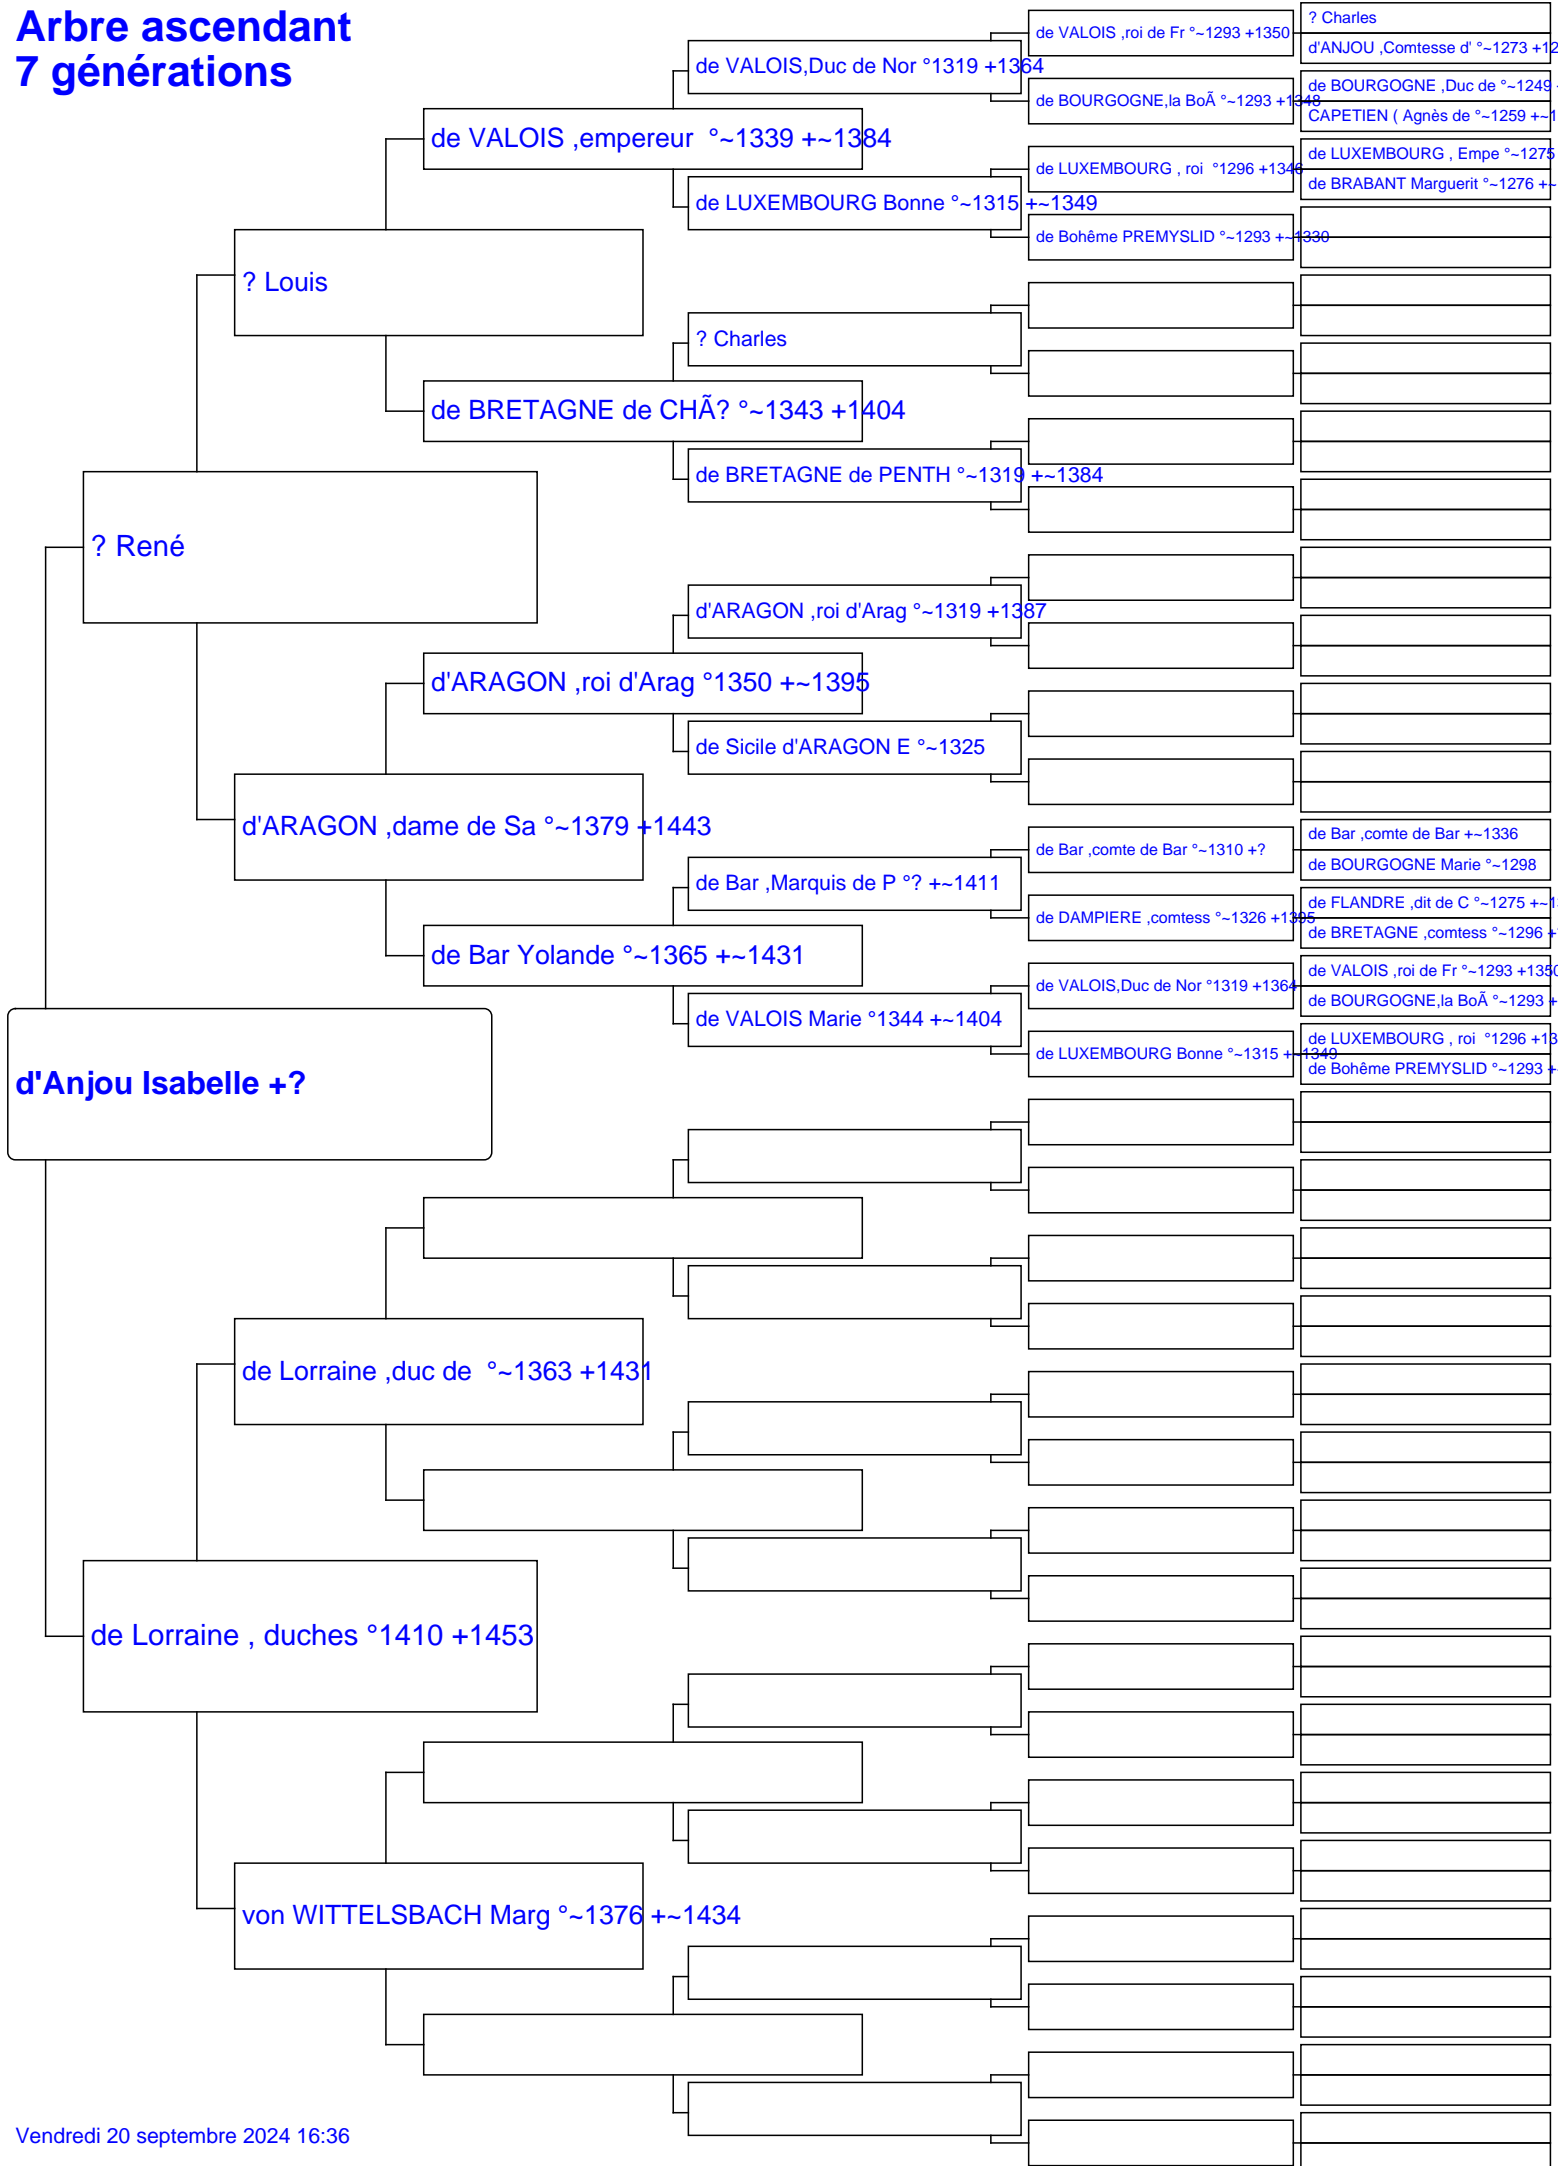 Arbre ascendant
7 générations
de VALOIS ,roi de Fr °~1293 +1350
? Charles
d'ANJOU ,Comtesse d' °~1273 +12
de VALOIS,Duc de Nor °1319 +1364
de BOURGOGNE,la BoÃ °~1293 +1348
de BOURGOGNE ,Duc de °~1249
CAPETIEN ( Agnès de °~1259 +~1
de VALOIS ,empereur  °~1339 +~1384
de LUXEMBOURG , roi  °1296 +1346
de LUXEMBOURG , Empe °~1275
de BRABANT Marguerit °~1276 +~
de LUXEMBOURG Bonne °~1315 +~1349
de Bohême PREMYSLID °~1293 +~1330
? Louis
? Charles
de BRETAGNE de CHÃ? °~1343 +1404
de BRETAGNE de PENTH °~1319 +~1384
? René
d'ARAGON ,roi d'Arag °~1319 +1387
d'ARAGON ,roi d'Arag °1350 +~1395
de Sicile d'ARAGON E °~1325
d'ARAGON ,dame de Sa °~1379 +1443
de Bar ,comte de Bar °~1310 +?
de Bar ,comte de Bar +~1336
de BOURGOGNE Marie °~1298
de Bar ,Marquis de P °? +~1411
de DAMPIERE ,comtess °~1326 +1395
de FLANDRE ,dit de C °~1275 +~1
de BRETAGNE ,comtess °~1296 +
de Bar Yolande °~1365 +~1431
de VALOIS,Duc de Nor °1319 +1364
de VALOIS ,roi de Fr °~1293 +1350
de BOURGOGNE,la BoÃ °~1293 +
de VALOIS Marie °1344 +~1404
de LUXEMBOURG Bonne °~1315 +~1349
de LUXEMBOURG , roi  °1296 +13
de Bohême PREMYSLID °~1293 +
d'Anjou Isabelle +?
de Lorraine ,duc de  °~1363 +1431
de Lorraine , duches °1410 +1453
von WITTELSBACH Marg °~1376 +~1434
Vendredi 20 septembre 2024 16:36